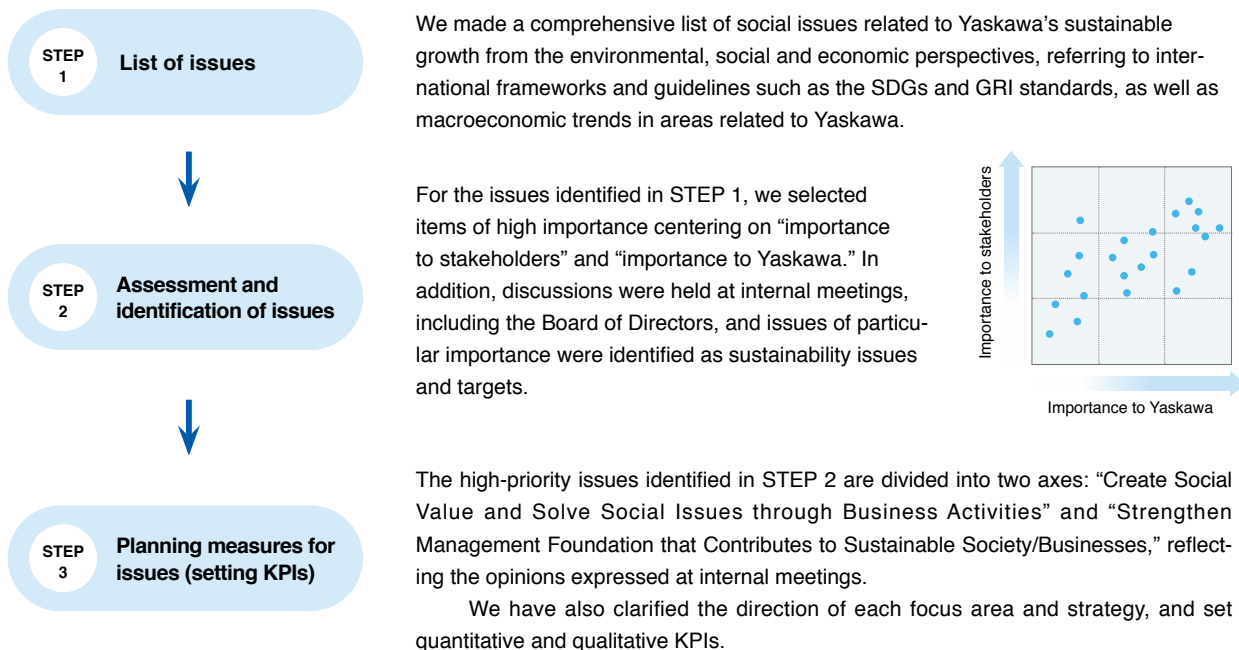 STEP
1
List of issues
We made a comprehensive list of social issues related to Yaskawa's sustainable
growth from the environmental, social and economic perspectives, referring to inter-
national frameworks and guidelines such as the SDGs and GRI standards, as well as
macroeconomic trends in areas related to Yaskawa.
STEP
2
Assessment and
identification of issues
For the issues identified in STEP 1, we selected
items of high importance centering on “importance
to stakeholders” and “importance to Yaskawa.” In
addition, discussions were held at internal meetings,
including the Board of Directors, and issues of particu-
lar importance were identified as sustainability issues
and targets.
Importance to stakeholders
Importance to Yaskawa
STEP
3
Planning measures for
issues (setting KPIs)
The high-priority issues identified in STEP 2 are divided into two axes: “Create Social
Value and Solve Social Issues through Business Activities” and “Strengthen
Management Foundation that Contributes to Sustainable Society/Businesses,” reflect-
ing the opinions expressed at internal meetings.
We have also clarified the direction of each focus area and strategy, and set
quantitative and qualitative KPIs.